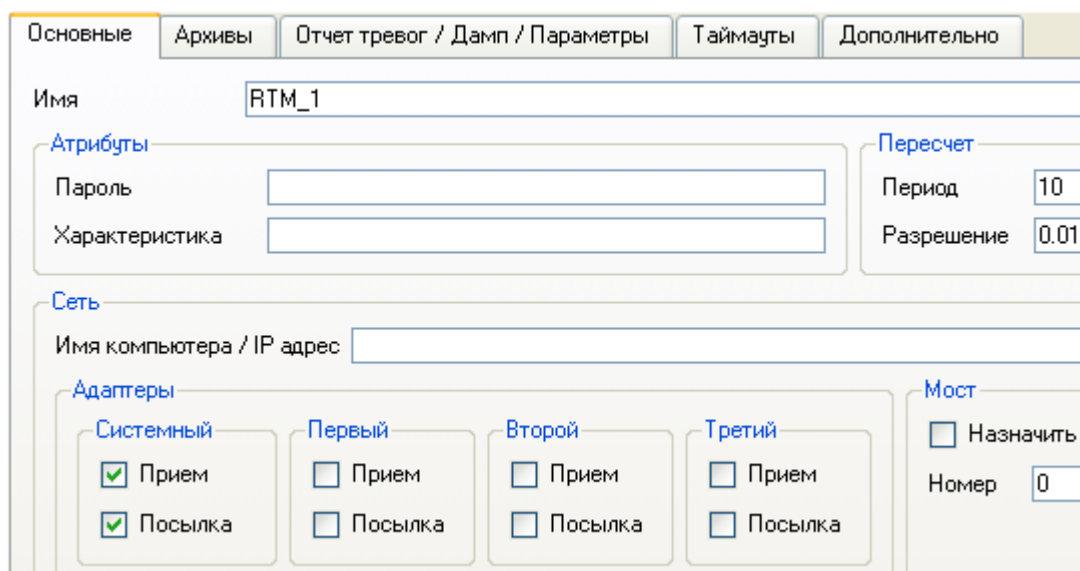 Основные Архивы Отчет тревог / Дамп / Параметры Таймауты Дополнительно
Имя RTM_1
Атрибуты Пересчет
Пароль Период 10
Характеристика Разрешение 0.01
Сеть
Имя компьютера / IP адрес
Адаптеры Мост
Системный Первый Второй Третий Назначить
Прием Прием Прием Прием
Номер 0
Посылка Посылка Посылка Посылка